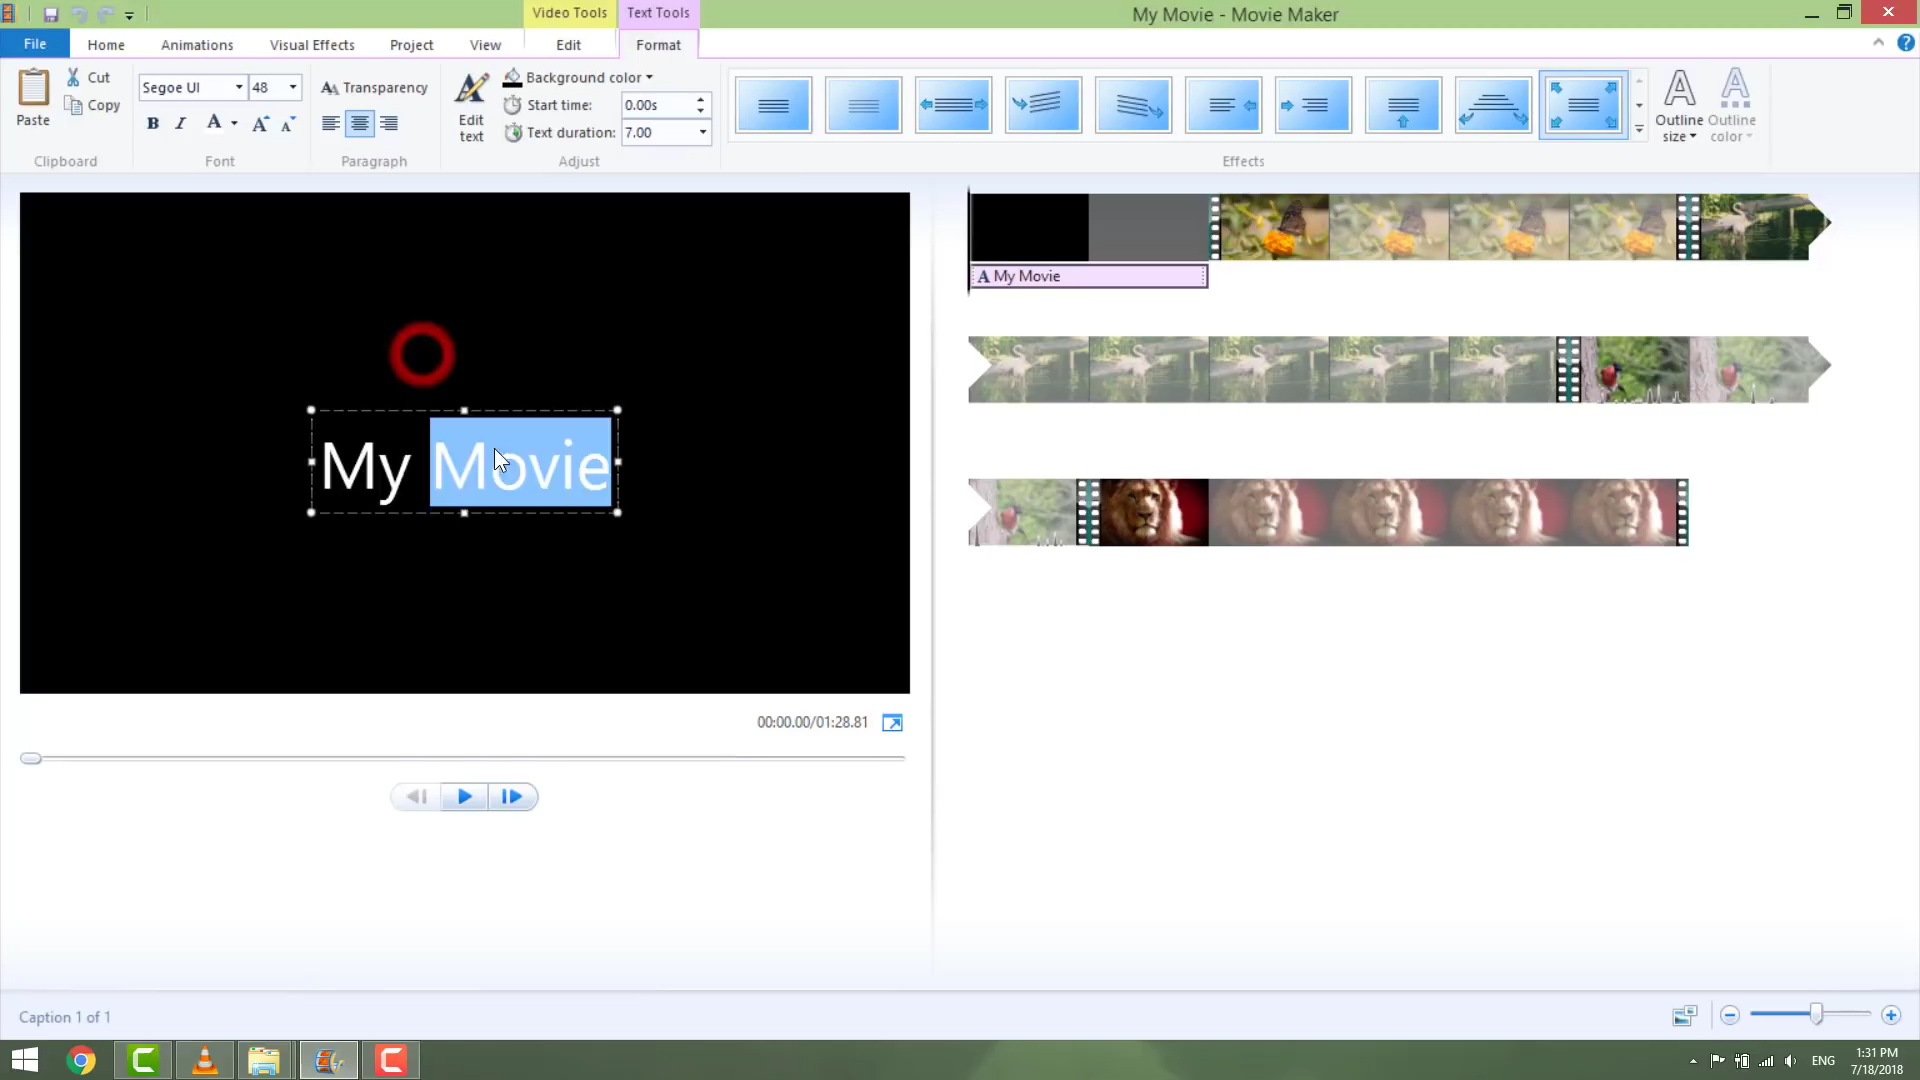 Video Tools
Text Tools
My Movie - Movie Maker
File
Home
Animations
Visual Effects
Project
View
Edit
Format
Paste
Cut
Copy
Clipboard
Segoe UI
48
Font
Transparency
Paragraph
Edit text
Background color
Start time: 0.00s
Text duration: 7.00
Adjust
Effects
Outline size
Outline color
My Movie
A My Movie
00:00.00/01:28.81
Caption 1 of 1
ENG
1:31 PM
7/18/2018